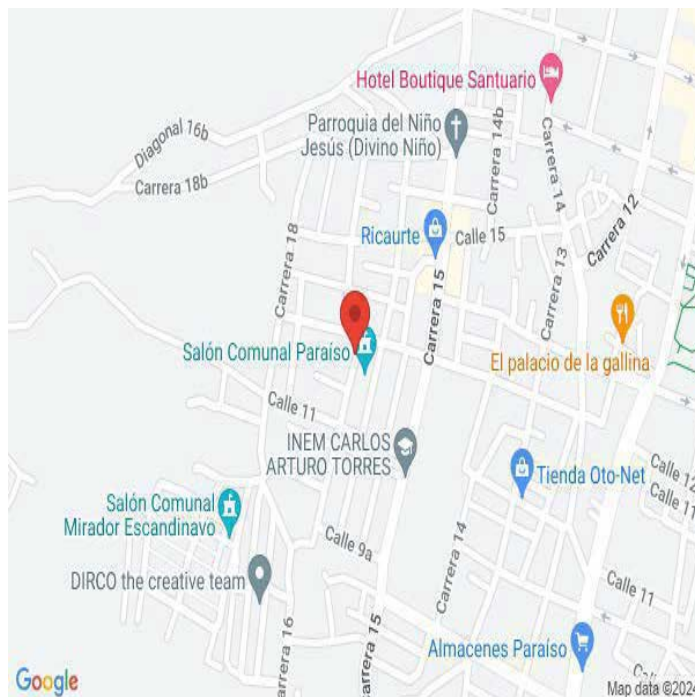 Hotel Boutique Santuario
Parroquia del Niño
Jesús (Divino Niño)
Diagonal 16b
Carrera 14b
Carrera 14
Carrera 18b
Carrera 12
Ricaurte
Calle 15
Carrera 18
Carrera 15
Carrera 13
Salón Comunal Paraíso
El palacio de la gallina
Calle 11
INEM CARLOS
ARTURO TORRES
Tienda Oto-Net
Calle 12
Calle 11
Salón Comunal
Mirador Escandinavo
Calle 9a
Carrera 14
DIRCO the creative team
Calle 11
Carrera 16
Carrera 15
Almacenes Paraíso
Google
Map data ©202